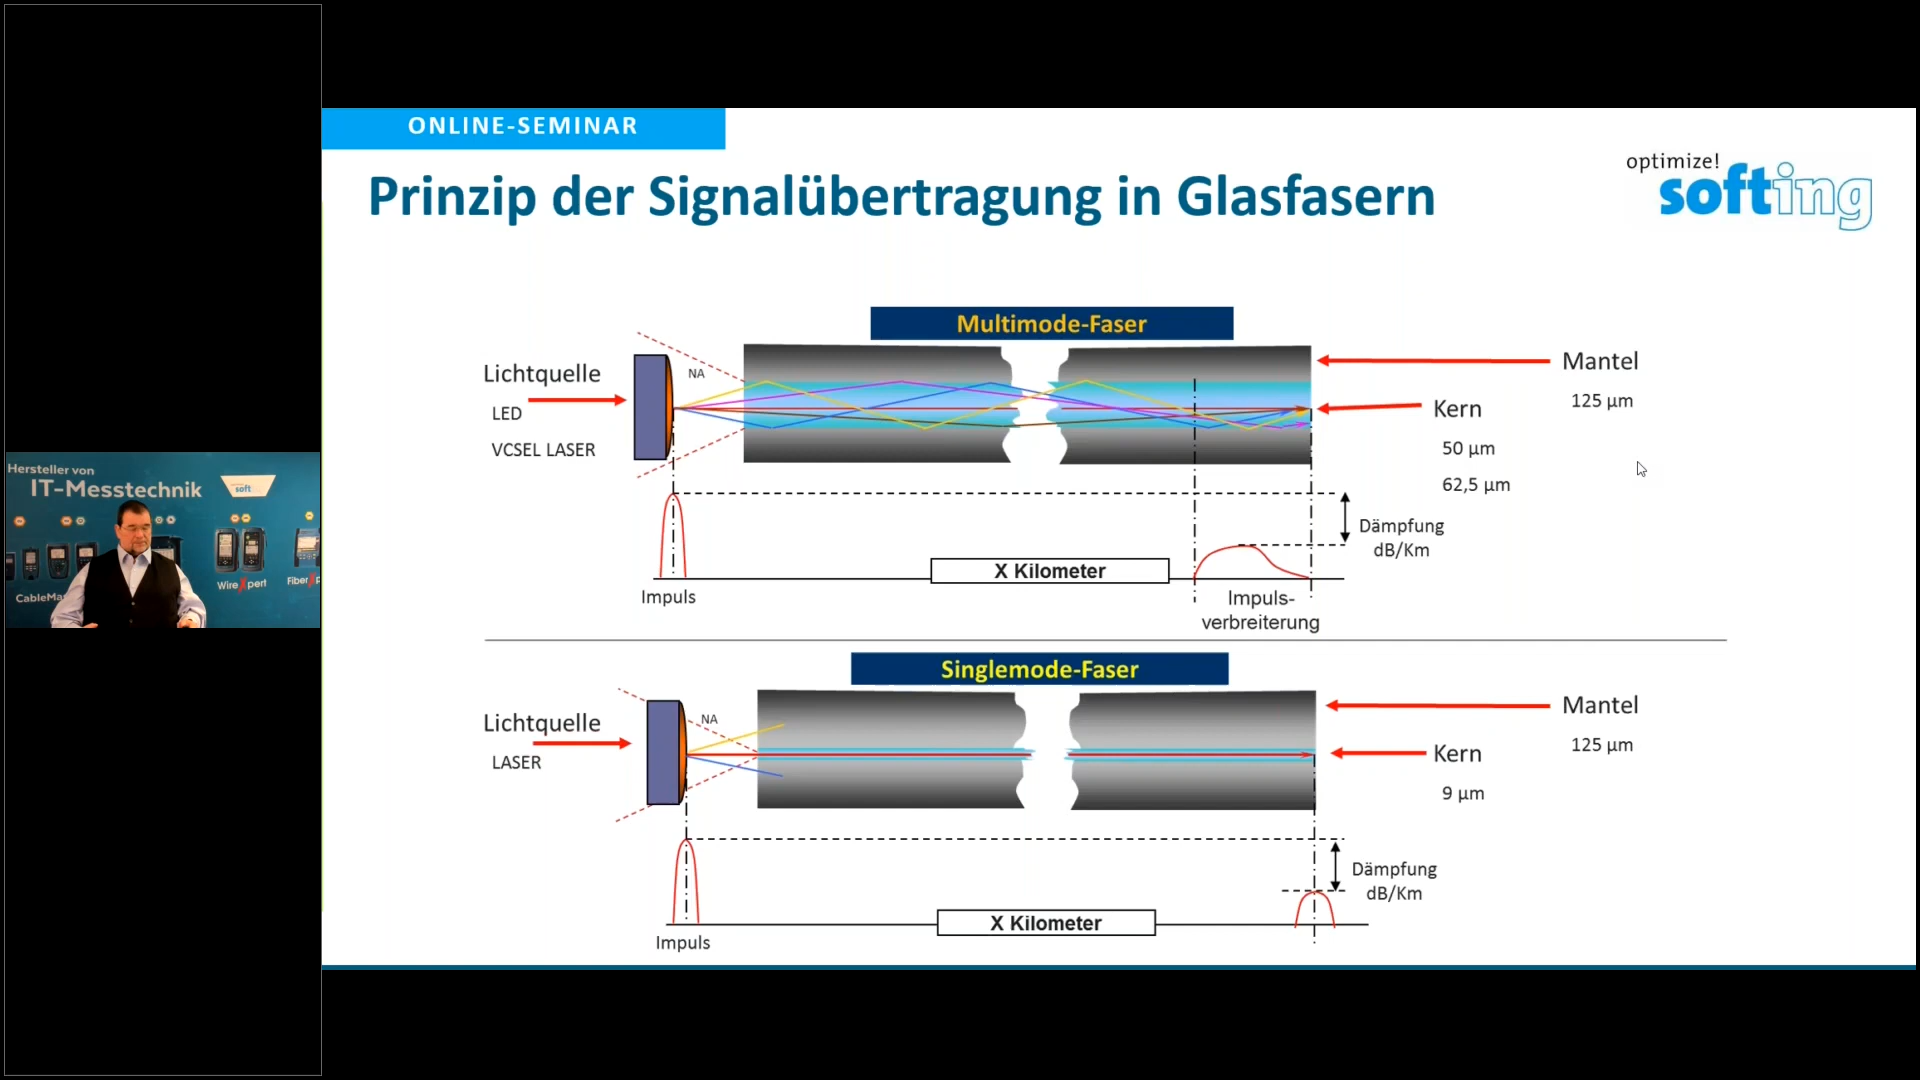 ONLINE-SEMINAR
Prinzip der Signalübertragung in Glasfasern
optimize!
softing
Multimode-Faser
Lichtquelle
LED
VCSEL LASER
NA
Mantel
125 µm
Kern
50 µm
62,5 µm
Dämpfung
dB/Km
X Kilometer
Impuls
Impuls-
verbreiterung
Singlemode-Faser
Lichtquelle
LASER
NA
Mantel
125 µm
Kern
9 µm
Dämpfung
dB/Km
X Kilometer
Impuls
Hersteller von
IT-Messtechnik
soft
CableMa
WireXpert
Fiber